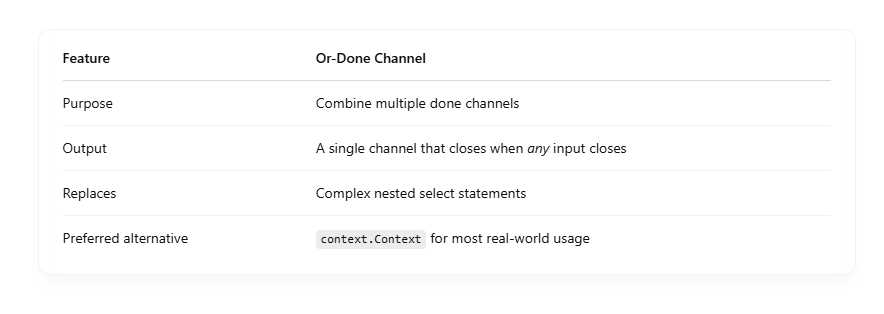 Feature Or-Done Channel
Purpose Combine multiple done channels
Output A single channel that closes when any input closes
Replaces Complex nested select statements
Preferred alternative context.Context for most real-world usage